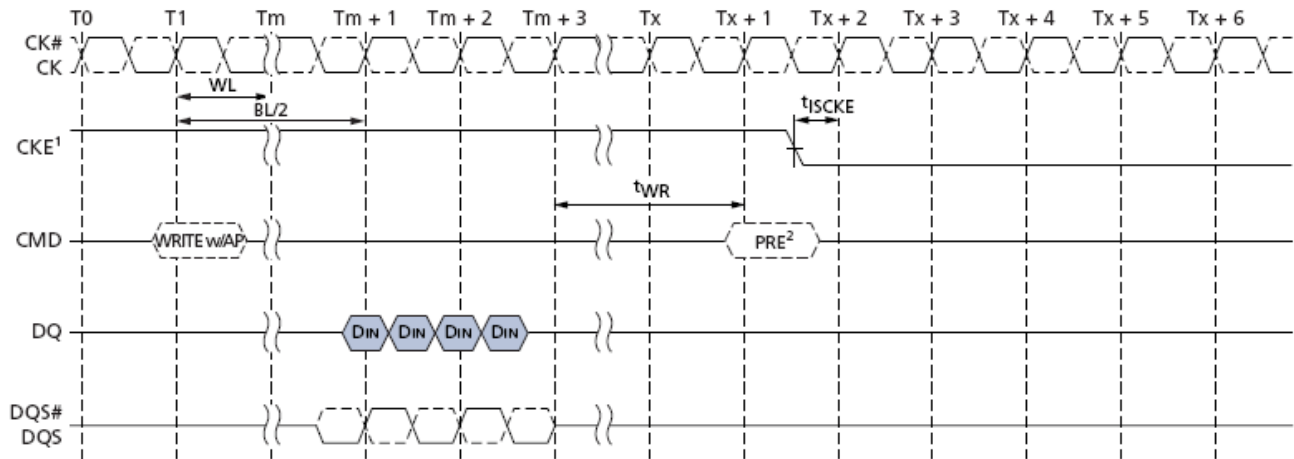 T0 T1 Tm Tm + 1 Tm + 2 Tm + 3 Tx Tx + 1 Tx + 2 Tx + 3 Tx + 4 Tx + 5 Tx + 6
CK#
CK
WL
BL/2
tISCKE
CKE1
tWR
CMD WRITE w/AP PRE2
DQ DIN DIN DIN DIN
DQS#
DQS